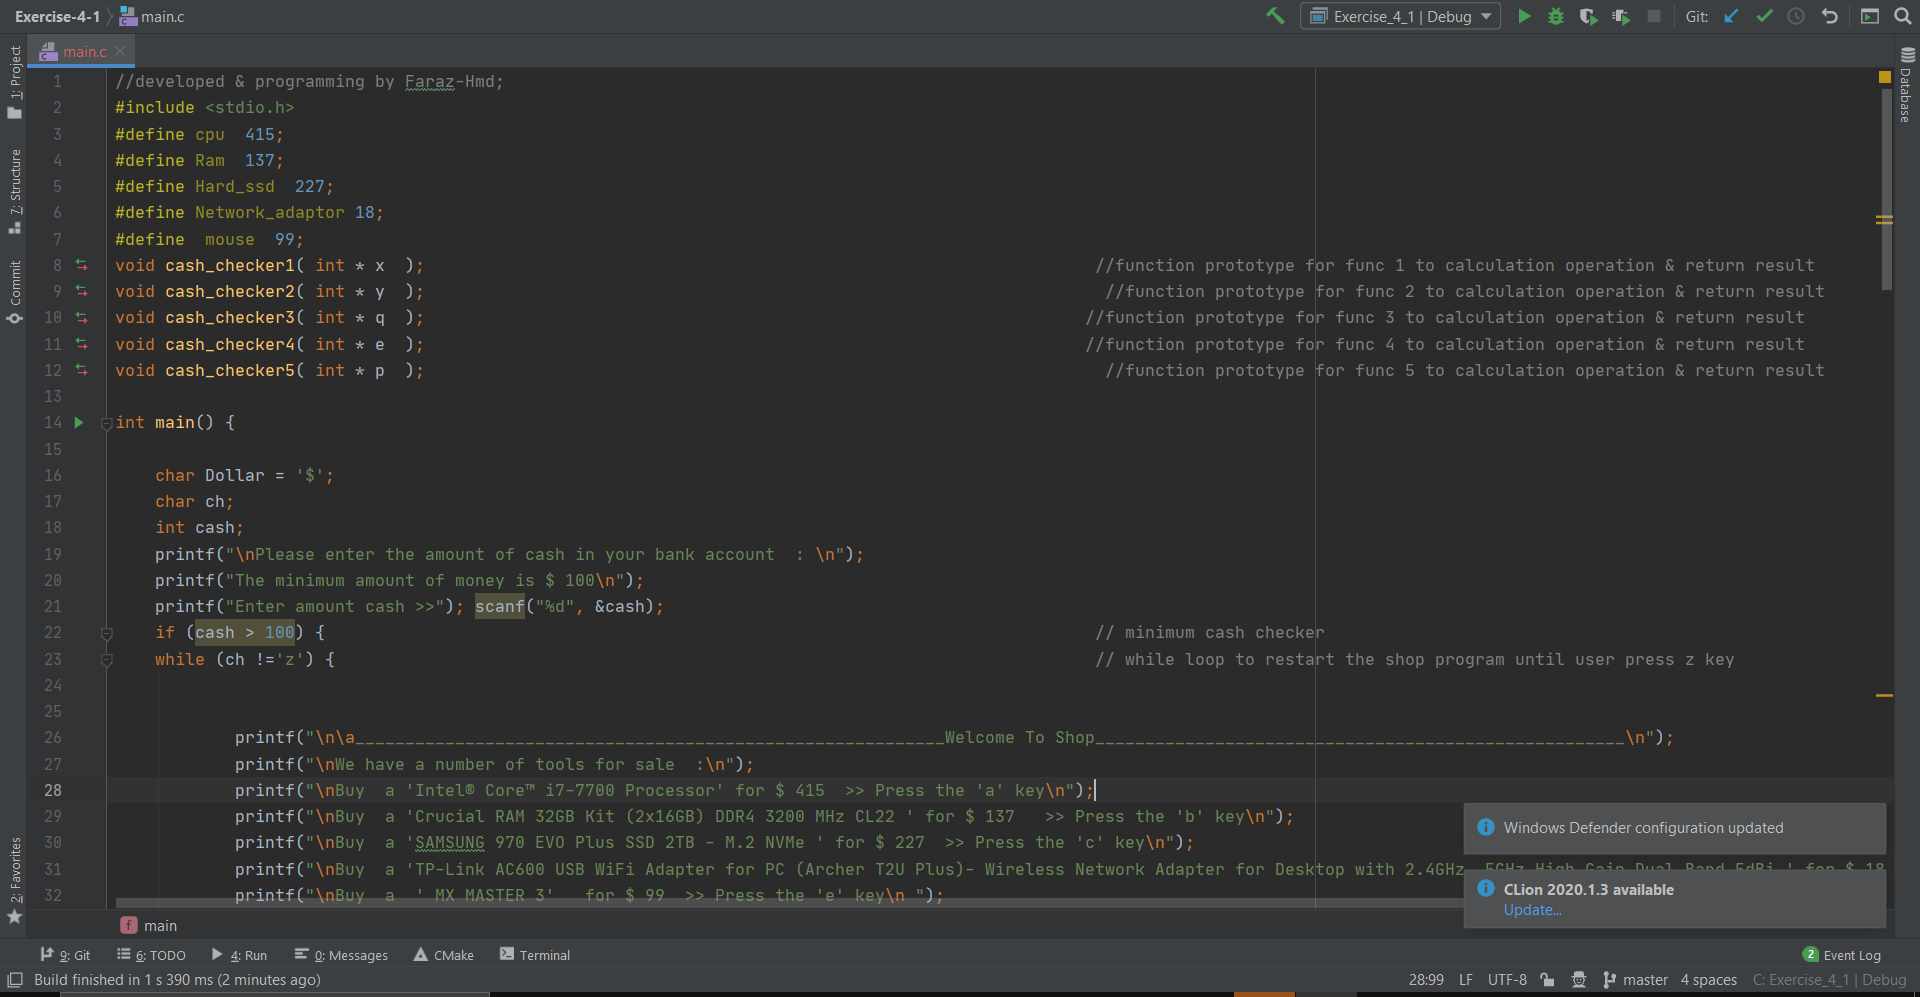 Exercise-4-1 main.c Exercise_4_1 | Debug Git:
main.c
1: Project
7: Structure
Commit
2: Favorites
Database
1 //developed & programming by Faraz-Hmd;
2 #include <stdio.h>
3 #define cpu  415;
4 #define Ram  137;
5 #define Hard_ssd  227;
6 #define Network_adaptor 18;
7 #define  mouse  99;
8 void cash_checker1( int * x  ); //function prototype for func 1 to calculation operation & return result
9 void cash_checker2( int * y  ); //function prototype for func 2 to calculation operation & return result
10 void cash_checker3( int * q  ); //function prototype for func 3 to calculation operation & return result
11 void cash_checker4( int * e  ); //function prototype for func 4 to calculation operation & return result
12 void cash_checker5( int * p  ); //function prototype for func 5 to calculation operation & return result
13
14 int main() {
15
16 char Dollar = '$';
17 char ch;
18 int cash;
19 printf("\nPlease enter the amount of cash in your bank account  : \n");
20 printf("The minimum amount of money is $ 100\n");
21 printf("Enter amount cash >>"); scanf("%d", &cash);
22 if (cash > 100) { // minimum cash checker
23 while (ch !='z') { // while loop to restart the shop program until user press z key
24
25
26 printf("\n\a___________________________________________________________Welcome To Shop_____________________________________________________\n");
27 printf("\nWe have a number of tools for sale  :\n");
28 printf("\nBuy  a 'Intel® Core™ i7-7700 Processor' for $ 415  >> Press the 'a' key\n");
29 printf("\nBuy  a 'Crucial RAM 32GB Kit (2x16GB) DDR4 3200 MHz CL22 ' for $ 137   >> Press the 'b' key\n");
30 printf("\nBuy  a 'SAMSUNG 970 EVO Plus SSD 2TB - M.2 NVMe ' for $ 227  >> Press the 'c' key\n");
31 printf("\nBuy  a 'TP-Link AC600 USB WiFi Adapter for PC (Archer T2U Plus)- Wireless Network Adapter for Desktop with 2.4GHz, 5GHz High Gain Dual Band 5dBi ' for $ 18
32 printf("\nBuy  a ' MX MASTER 3'   for $ 99  >> Press the 'e' key\n ");
Windows Defender configuration updated
CLion 2020.1.3 available
Update...
f main
9: Git 6: TODO 4: Run 0: Messages CMake Terminal 2 Event Log
Build finished in 1 s 390 ms (2 minutes ago) 28:99 LF UTF-8 master 4 spaces C: Exercise_4_1 | Debug